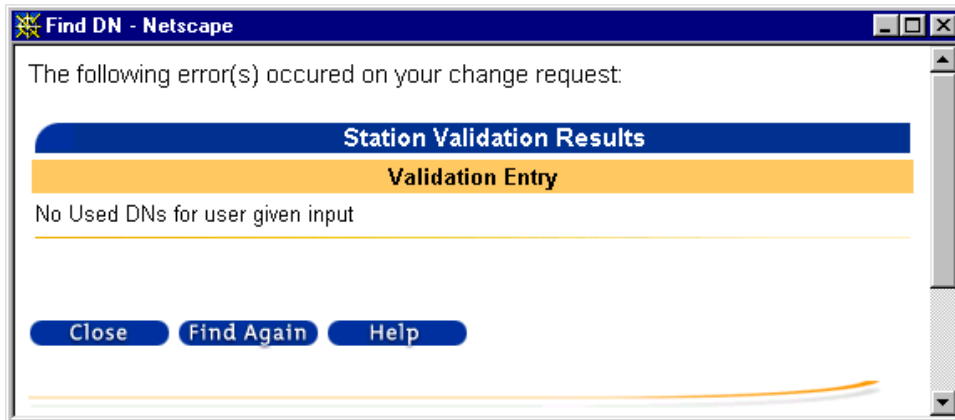 Find DN - Netscape
The following error(s) occured on your change request:
Station Validation Results
Validation Entry
No Used DNs for user given input
Close Find Again Help